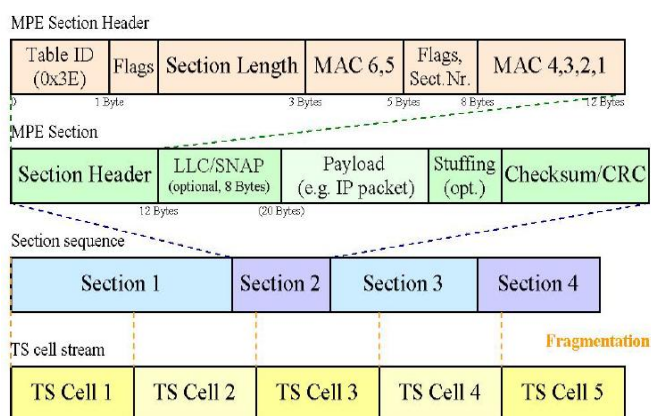 MPE Section Header
Table ID Flags Section Length MAC 6,5 Flags, MAC 4,3,2,1
(0x3E) Sect.Nr.
0 1 Byte 3 Bytes 5 Bytes 8 Bytes 12 Bytes
MPE Section
Section Header LLC/SNAP Payload Stuffing Checksum/CRC
(optional, 8 Bytes) (e.g. IP packet) (opt.)
12 Bytes (20 Bytes)
Section sequence
Section 1 Section 2 Section 3 Section 4
Fragmentation
TS cell stream
TS Cell 1 TS Cell 2 TS Cell 3 TS Cell 4 TS Cell 5